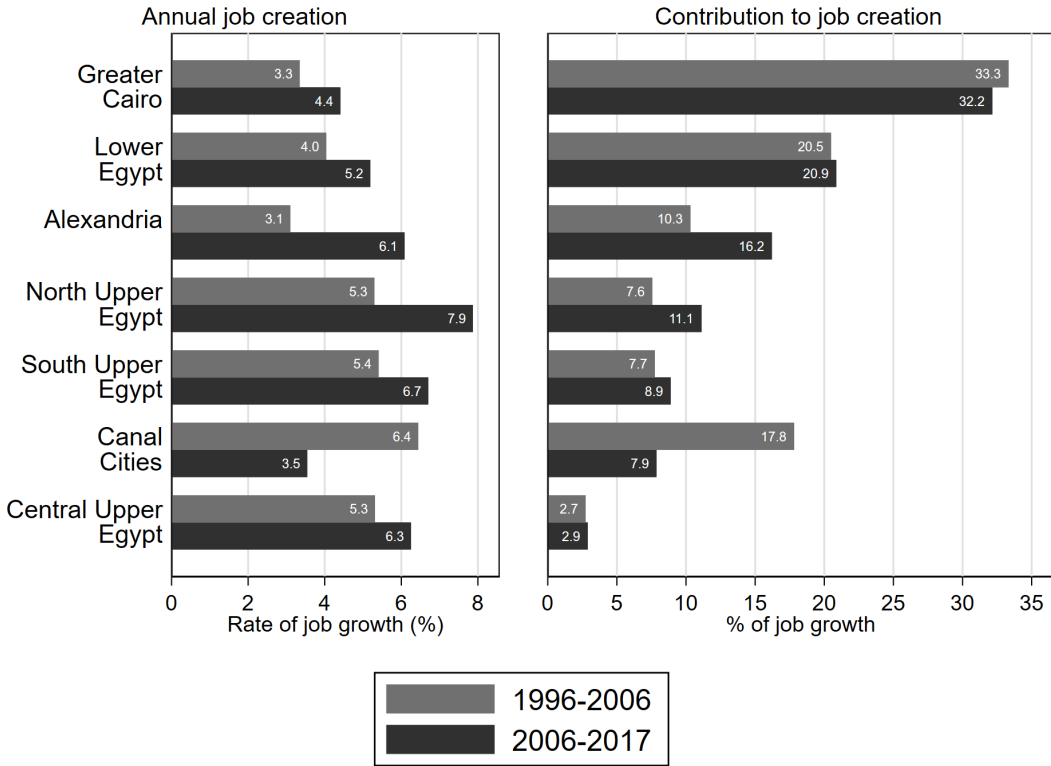 Annual job creation
Greater
Cairo
3.3
4.4
Lower
Egypt
4.0
5.2
Alexandria
3.1
6.1
North Upper
Egypt
5.3
7.9
South Upper
Egypt
5.4
6.7
Canal
Cities
6.4
3.5
Central Upper
Egypt
5.3
6.3
0 2 4 6 8
Rate of job growth (%)
Contribution to job creation
33.3
32.2
20.5
20.9
10.3
16.2
7.6
11.1
7.7
8.9
17.8
7.9
2.7
2.9
0 5 10 15 20 25 30 35
% of job growth
1996-2006
2006-2017